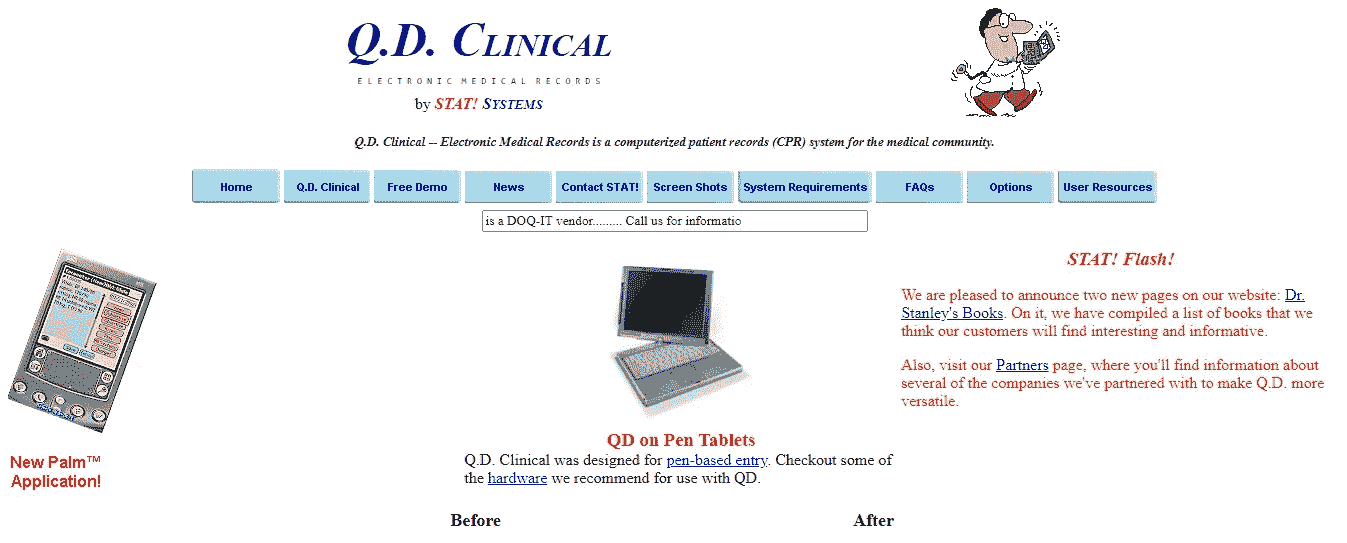 Q.D. CLINICAL
ELECTRONIC MEDICAL RECORDS
by STAT! SYSTEMS
Q.D. Clinical -- Electronic Medical Records is a computerized patient records (CPR) system for the medical community.
Home Q.D. Clinical Free Demo News Contact STAT! Screen Shots System Requirements FAQs Options User Resources
is a DOQ-IT vendor......... Call us for informatio
New Palm™
Application!
QD on Pen Tablets
Q.D. Clinical was designed for pen-based entry. Checkout some of
the hardware we recommend for use with QD.
STAT! Flash!
We are pleased to announce two new pages on our website: Dr.
Stanley's Books. On it, we have compiled a list of books that we
think our customers will find interesting and informative.
Also, visit our Partners page, where you'll find information about
several of the companies we've partnered with to make Q.D. more
versatile.
Before After